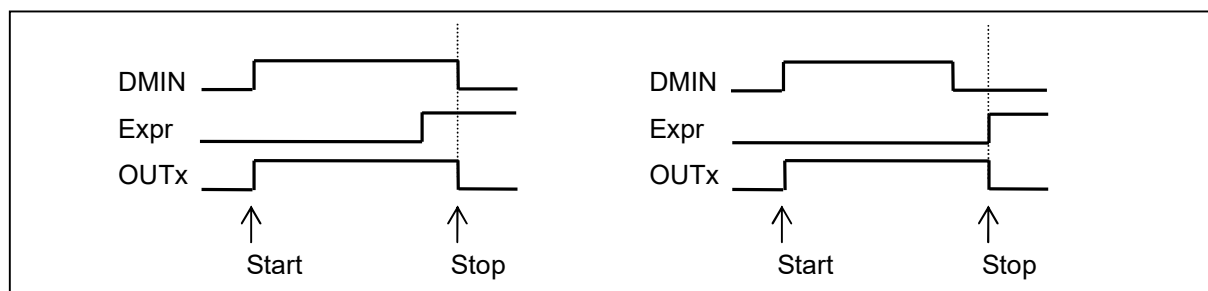 DMIN
Expr
OUTx
Start Stop
DMIN
Expr
OUTx
Start Stop